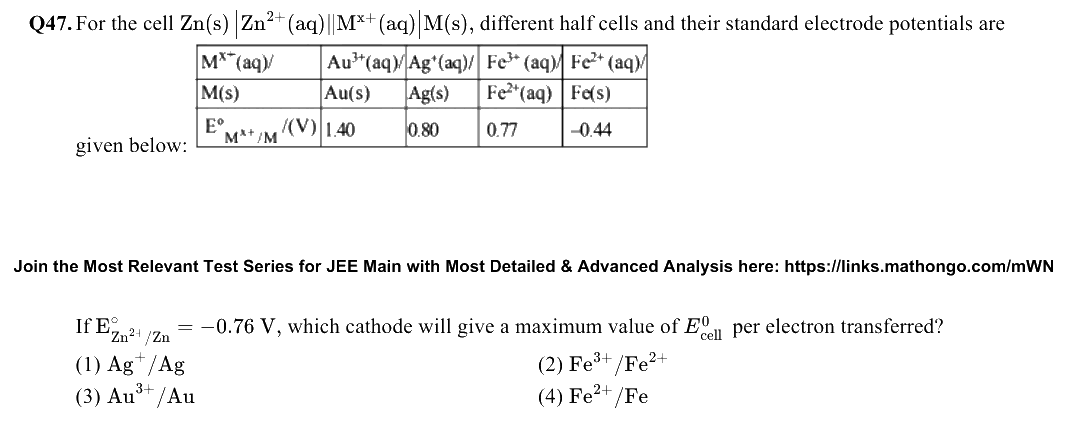 Q47. For the cell Zn(s) |Zn²⁺(aq)||Mˣ⁺(aq)|M(s), different half cells and their standard electrode potentials are
Mˣ⁺(aq)/ Au³⁺(aq)/ Ag⁺(aq)/ Fe³⁺(aq)/ Fe²⁺(aq)/
M(s) Au(s) Ag(s) Fe²⁺(aq) Fe(s)
E°_{Mˣ⁺/M}/(V) 1.40 0.80 0.77 –0.44
given below:
Join the Most Relevant Test Series for JEE Main with Most Detailed & Advanced Analysis here: https://links.mathongo.com/mWN
If E°_{Zn²⁺/Zn} = −0.76 V, which cathode will give a maximum value of E⁰_{cell} per electron transferred?
(1) Ag⁺/Ag (2) Fe³⁺/Fe²⁺
(3) Au³⁺/Au (4) Fe²⁺/Fe